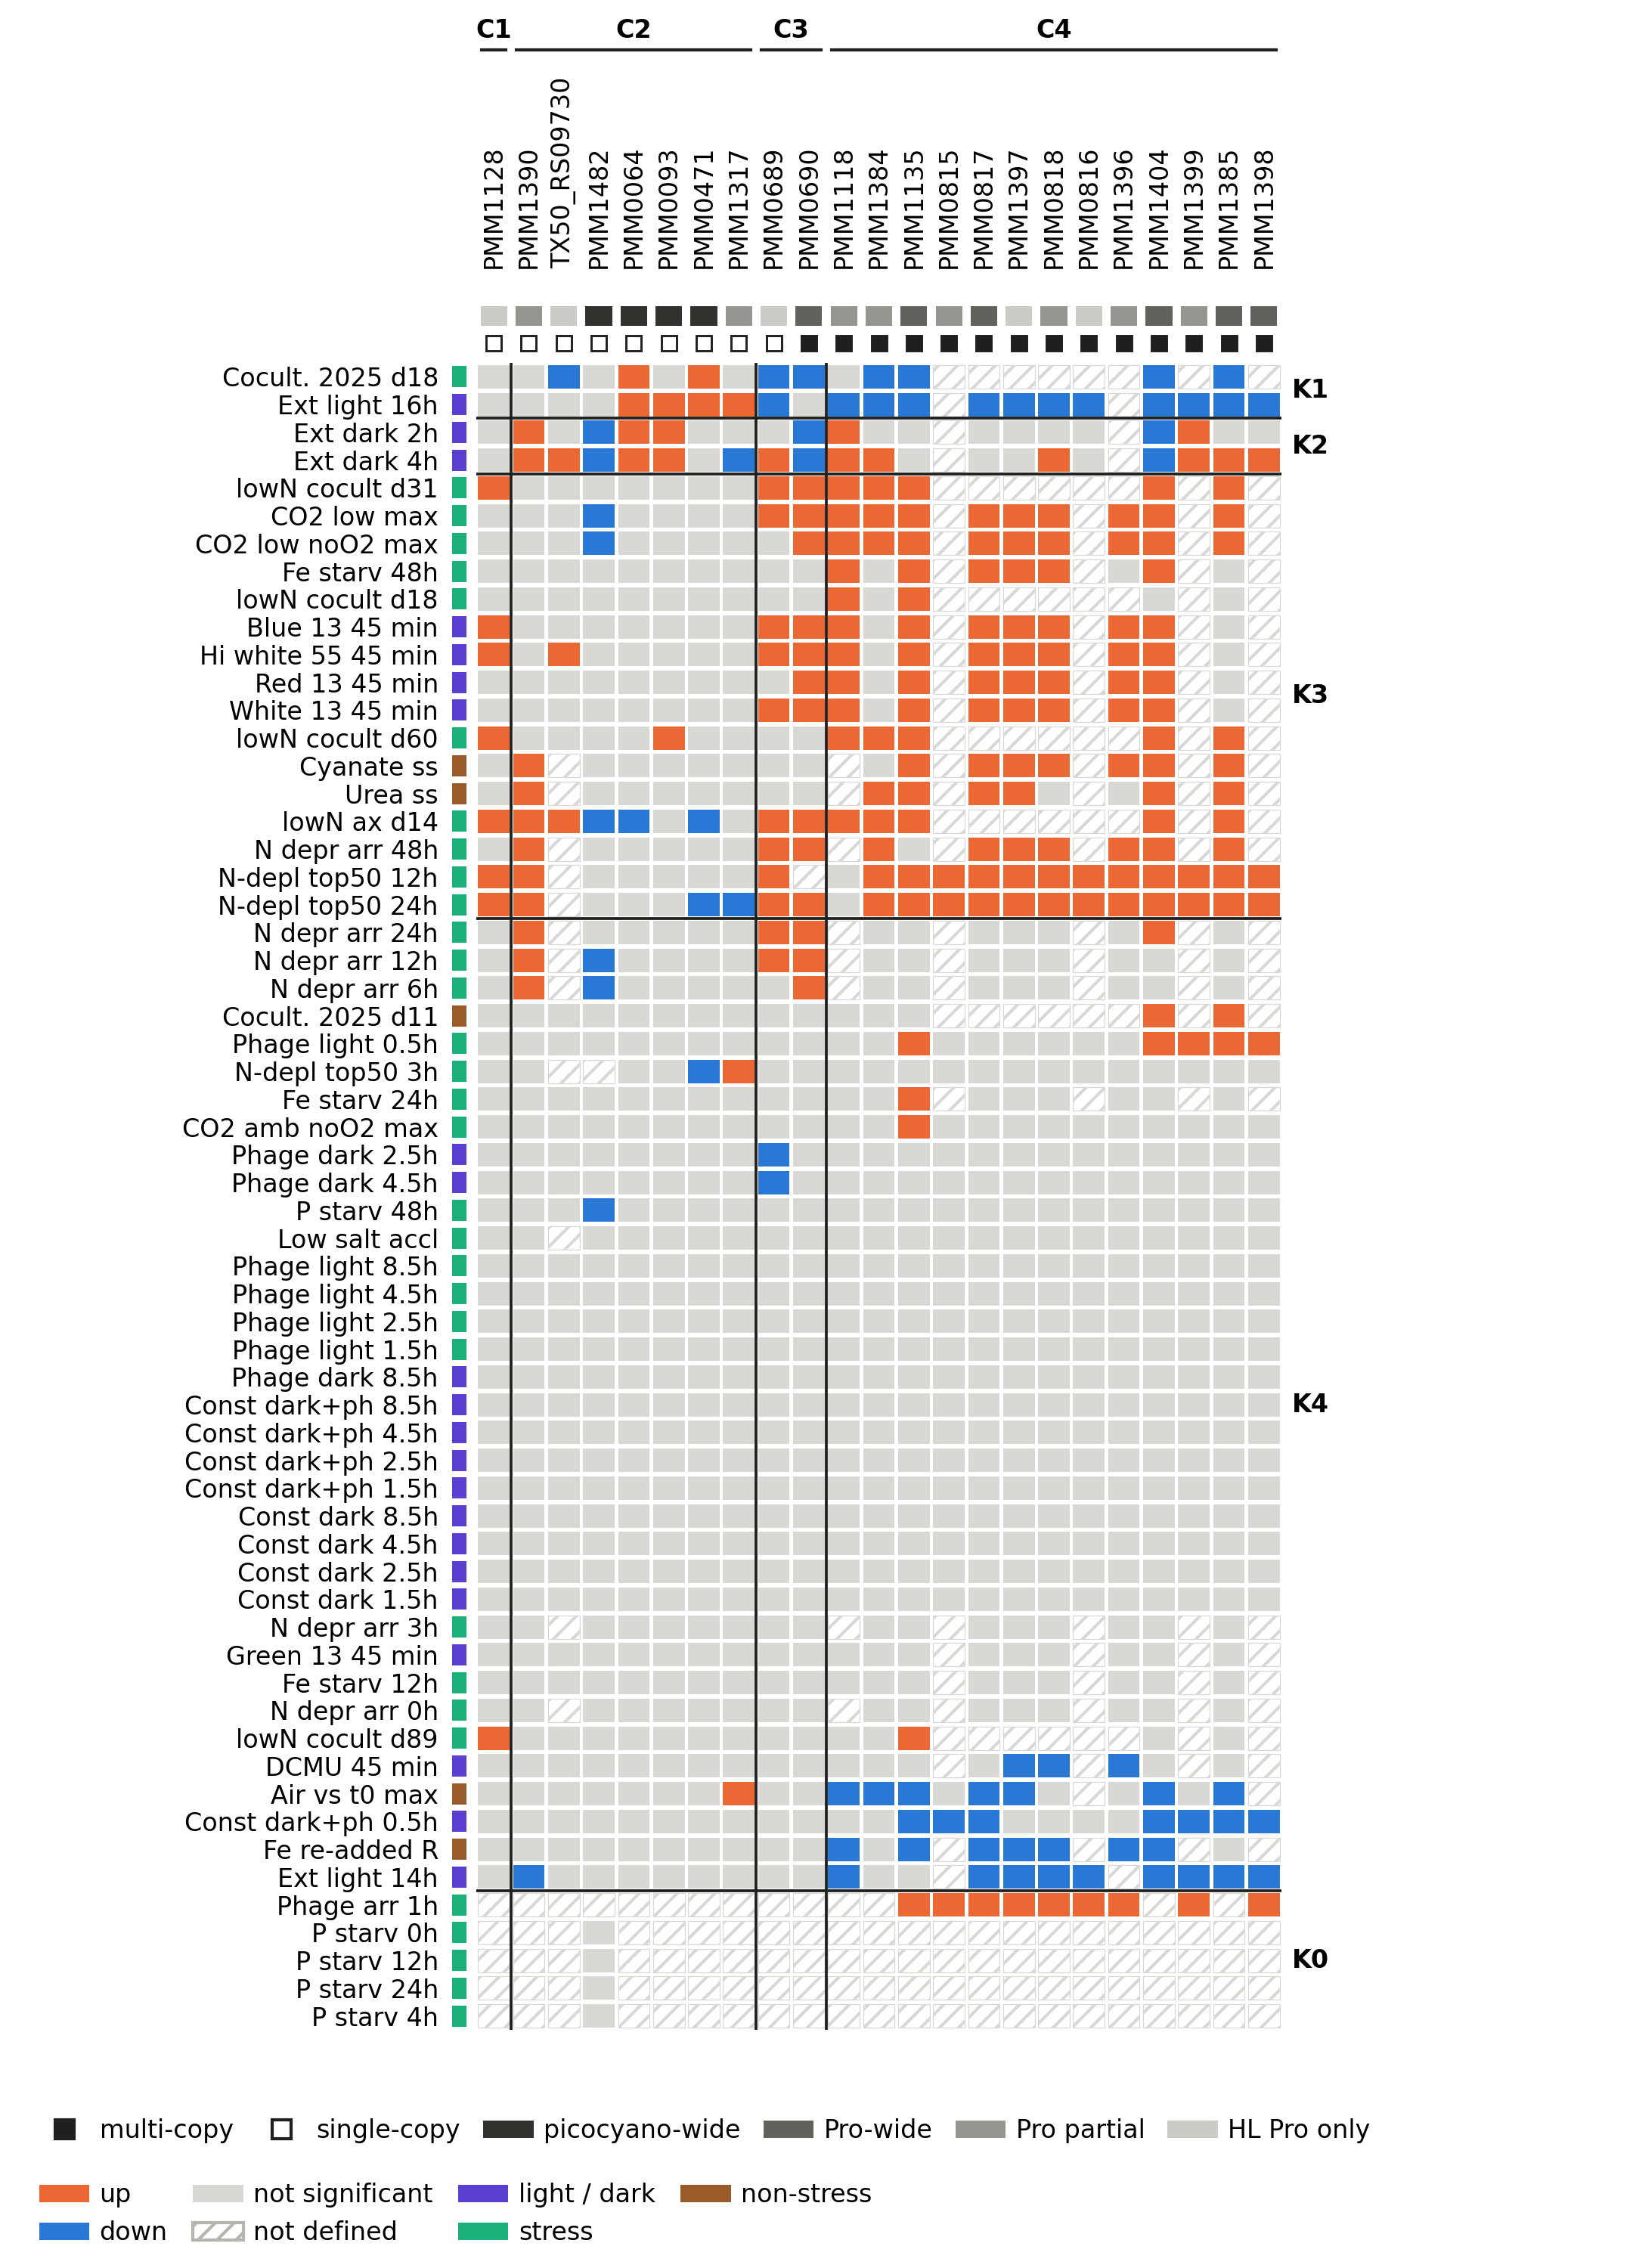 C1 C2 C3 C4
PMM1128
PMM1390
TX50_RS09730
PMM1482
PMM0064
PMM0093
PMM0471
PMM1317
PMM0689
PMM0690
PMM1118
PMM1384
PMM1135
PMM0815
PMM0817
PMM1397
PMM0818
PMM0816
PMM1396
PMM1404
PMM1399
PMM1385
PMM1398
Cocult. 2025 d18
K1
Ext light 16h
Ext dark 2h
K2
Ext dark 4h
lowN cocult d31
CO2 low max
CO2 low noO2 max
Fe starv 48h
lowN cocult d18
Blue 13 45 min
Hi white 55 45 min
Red 13 45 min
K3
White 13 45 min
lowN cocult d60
Cyanate ss
Urea ss
lowN ax d14
N depr arr 48h
N-depl top50 12h
N-depl top50 24h
N depr arr 24h
N depr arr 12h
N depr arr 6h
Cocult. 2025 d11
Phage light 0.5h
N-depl top50 3h
Fe starv 24h
CO2 amb noO2 max
Phage dark 2.5h
Phage dark 4.5h
P starv 48h
Low salt accl
Phage light 8.5h
Phage light 4.5h
Phage light 2.5h
Phage light 1.5h
Phage dark 8.5h
Const dark+ph 8.5h
K4
Const dark+ph 4.5h
Const dark+ph 2.5h
Const dark+ph 1.5h
Const dark 8.5h
Const dark 4.5h
Const dark 2.5h
Const dark 1.5h
N depr arr 3h
Green 13 45 min
Fe starv 12h
N depr arr 0h
lowN cocult d89
DCMU 45 min
Air vs t0 max
Const dark+ph 0.5h
Fe re-added R
Ext light 14h
Phage arr 1h
P starv 0h
P starv 12h
K0
P starv 24h
P starv 4h
multi-copy single-copy picocyano-wide Pro-wide Pro partial HL Pro only
up not significant light / dark non-stress
down not defined stress